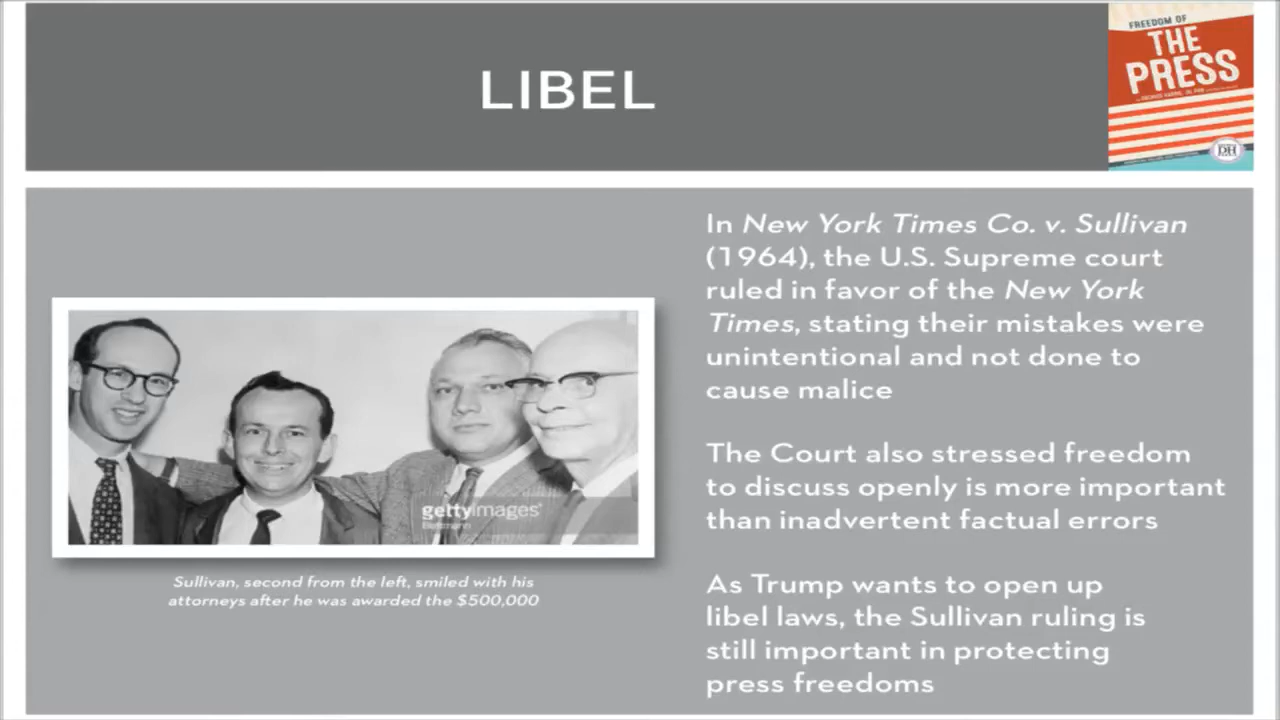 LIBEL
FREEDOM OF
THE
PRESS
DH
In New York Times Co. v. Sullivan
(1964), the U.S. Supreme court
ruled in favor of the New York
Times, stating their mistakes were
unintentional and not done to
cause malice
The Court also stressed freedom
to discuss openly is more important
than inadvertent factual errors
As Trump wants to open up
libel laws, the Sullivan ruling is
still important in protecting
press freedoms
gettyimages®
Bettmann
Sullivan, second from the left, smiled with his
attorneys after he was awarded the $500,000